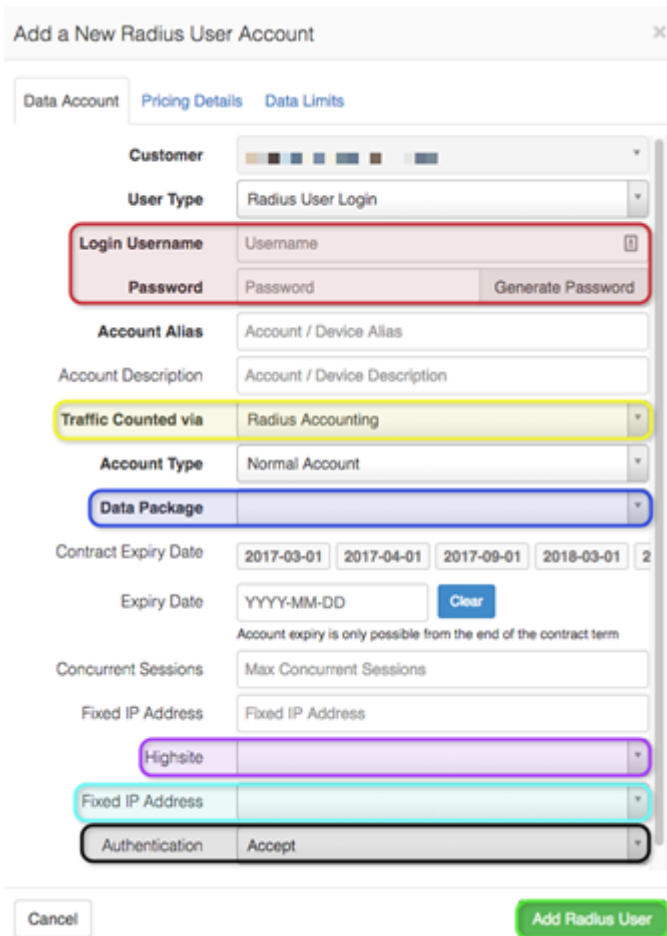 Add a New Radius User Account ×
Data Account Pricing Details Data Limits
Customer
User Type Radius User Login
Login Username Username
Password Password Generate Password
Account Alias Account / Device Alias
Account Description Account / Device Description
Traffic Counted via Radius Accounting
Account Type Normal Account
Data Package
Contract Expiry Date 2017-03-01 2017-04-01 2017-09-01 2018-03-01 2
Expiry Date YYYY-MM-DD Clear
Account expiry is only possible from the end of the contract term
Concurrent Sessions Max Concurrent Sessions
Fixed IP Address Fixed IP Address
Highsite
Fixed IP Address
Authentication Accept
Cancel Add Radius User